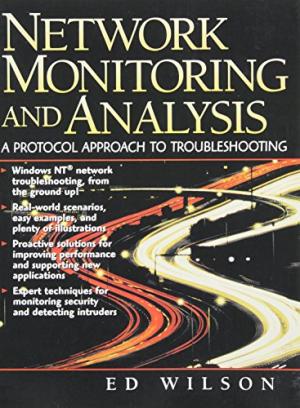 NETWORK
MONITORING
AND ANALYSIS
A PROTOCOL APPROACH TO TROUBLESHOOTING
Windows NT® network
troubleshooting, from
the ground up!
Real-world scenarios,
easy examples, and
plenty of illustrations
Proactive solutions for
improving performance
and supporting new
applications
Expert techniques for
monitoring security
and detecting intruders
ED WILSON